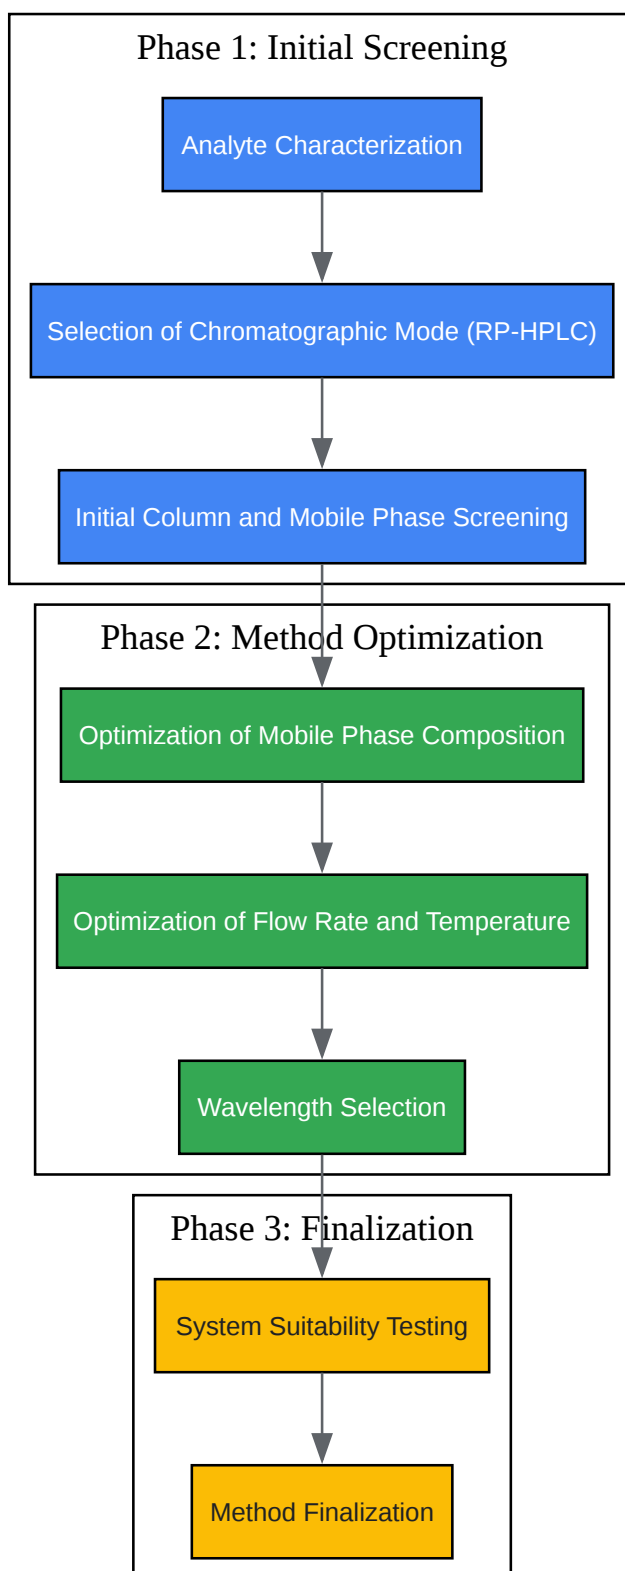 Phase 1: Initial Screening
Analyte Characterization
Selection of Chromatographic Mode (RP-HPLC)
Initial Column and Mobile Phase Screening
Phase 2: Method Optimization
Optimization of Mobile Phase Composition
Optimization of Flow Rate and Temperature
Wavelength Selection
Phase 3: Finalization
System Suitability Testing
Method Finalization